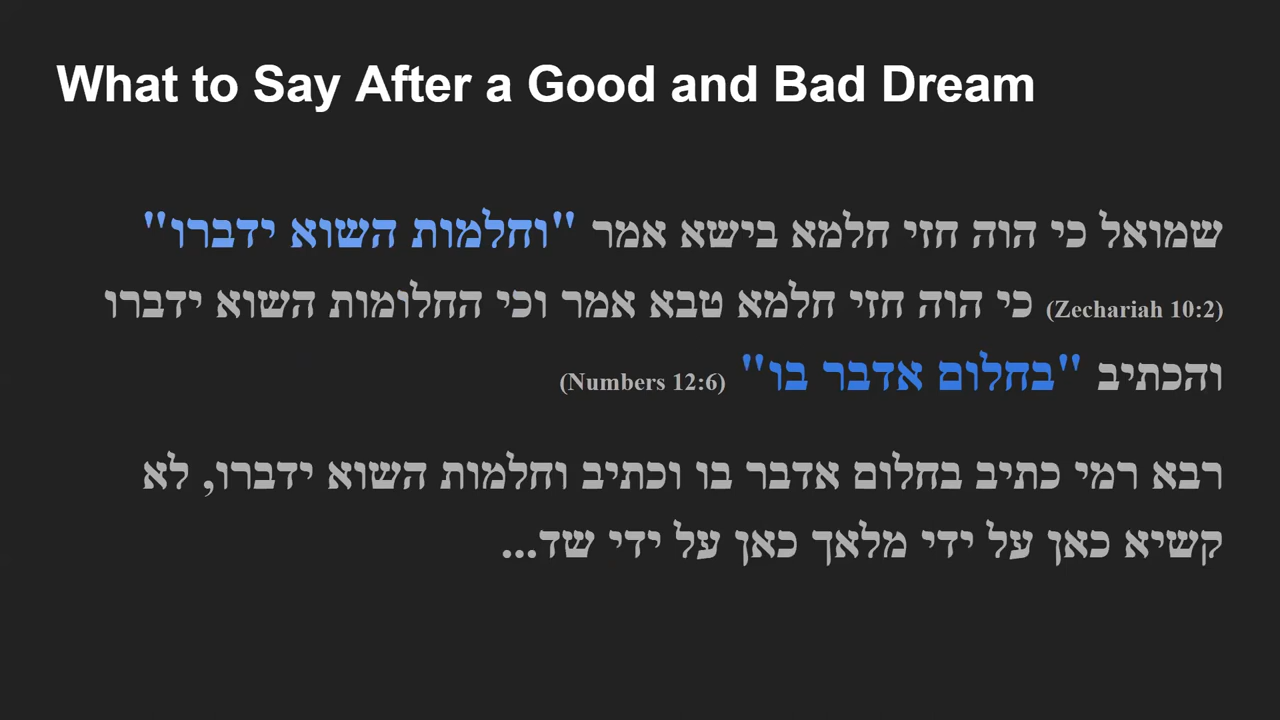 What to Say After a Good and Bad Dream
שמואל כי הוה חזי חלמא בישא אמר "וחלמות השוא ידברו"
(Zechariah 10:2) כי הוה חזי חלמא טבא אמר וכי החלומות השוא ידברו
והכתיב "בחלום אדבר בו" (Numbers 12:6)
רבא רמי כתיב בחלום אדבר בו וכתיב וחלמות השוא ידברו, לא
קשיא כאן על ידי מלאך כאן על ידי שד...